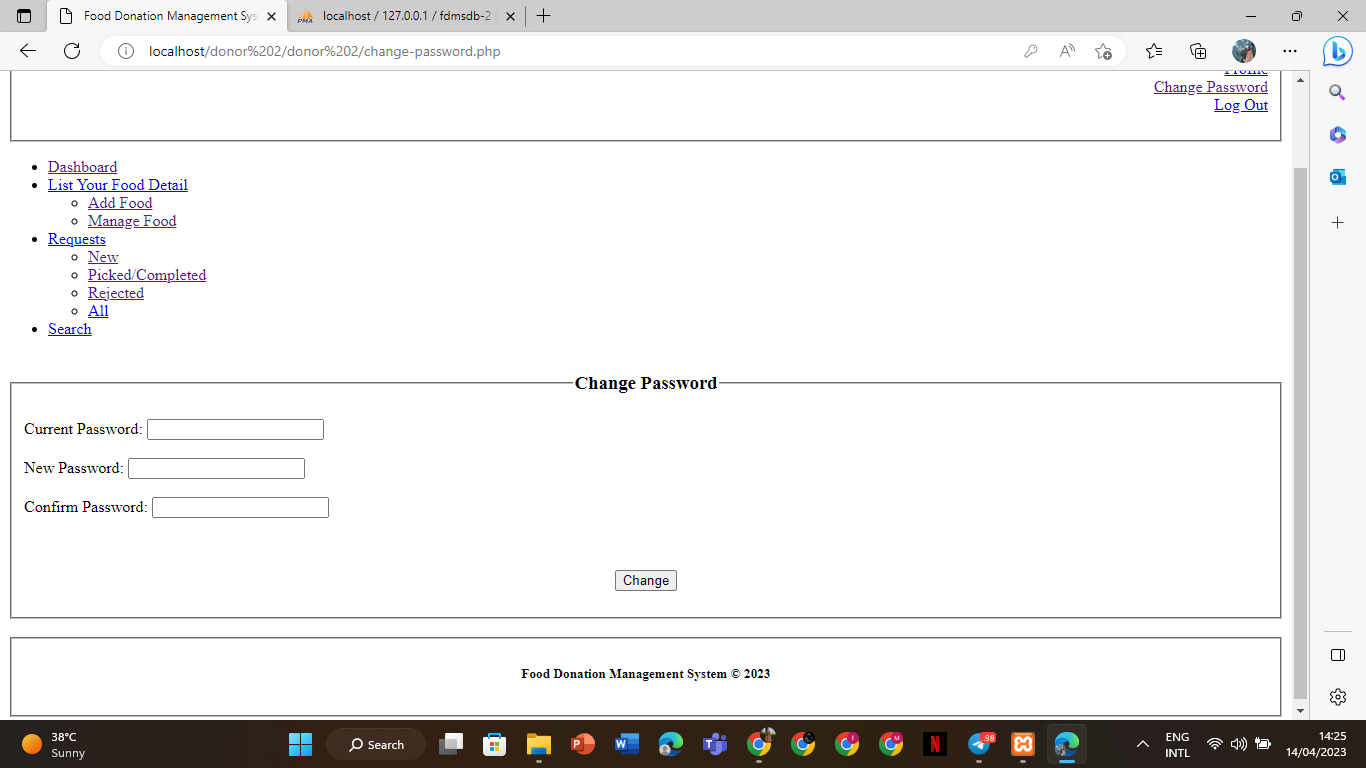 Food Donation Management Sys
localhost / 127.0.0.1 / fdmsdb-2
localhost/donor%202/donor%202/change-password.php
Profile
Change Password
Log Out
Dashboard
List Your Food Detail
Add Food
Manage Food
Requests
New
Picked/Completed
Rejected
All
Search
Change Password
Current Password:
New Password:
Confirm Password:
Change
Food Donation Management System © 2023
38°C
Sunny
Search
98
ENG
INTL
14:25
14/04/2023